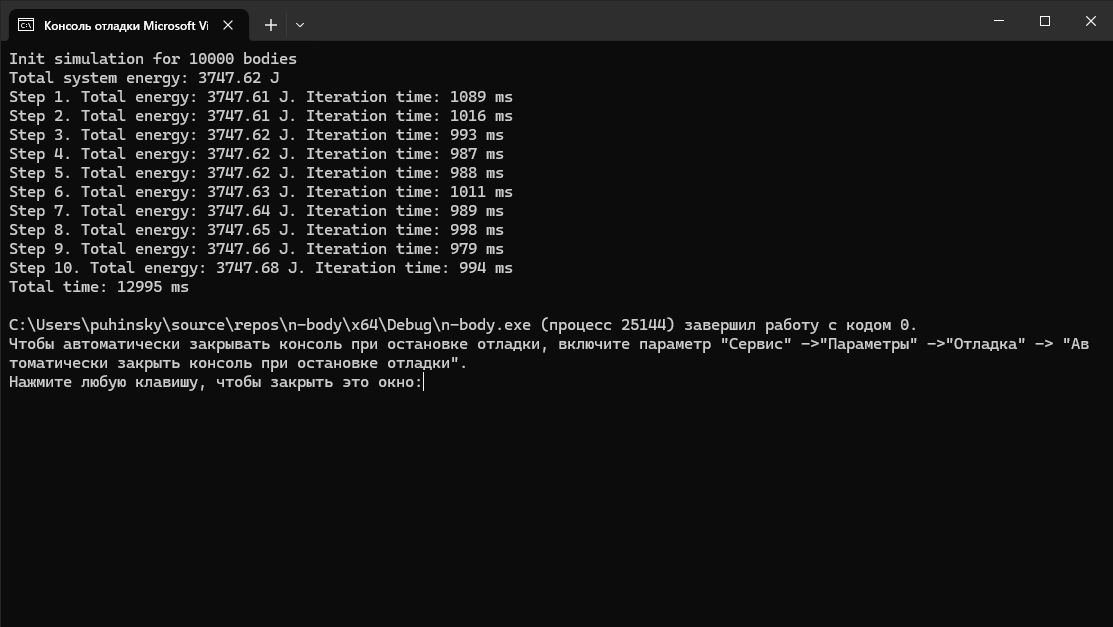 Консоль отладки Microsoft Vi
Init simulation for 10000 bodies
Total system energy: 3747.62 J
Step 1. Total energy: 3747.61 J. Iteration time: 1089 ms
Step 2. Total energy: 3747.61 J. Iteration time: 1016 ms
Step 3. Total energy: 3747.62 J. Iteration time: 993 ms
Step 4. Total energy: 3747.62 J. Iteration time: 987 ms
Step 5. Total energy: 3747.62 J. Iteration time: 988 ms
Step 6. Total energy: 3747.63 J. Iteration time: 1011 ms
Step 7. Total energy: 3747.64 J. Iteration time: 989 ms
Step 8. Total energy: 3747.65 J. Iteration time: 998 ms
Step 9. Total energy: 3747.66 J. Iteration time: 979 ms
Step 10. Total energy: 3747.68 J. Iteration time: 994 ms
Total time: 12995 ms
C:\Users\puhinsky\source\repos\n-body\x64\Debug\n-body.exe (процесс 25144) завершил работу с кодом 0.
Чтобы автоматически закрывать консоль при остановке отладки, включите параметр "Сервис" ->"Параметры" ->"Отладка" -> "Ав
томатически закрыть консоль при остановке отладки".
Нажмите любую клавишу, чтобы закрыть это окно: